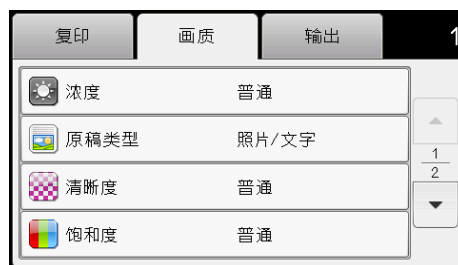 复印 画质 输出 1
浓度 普通
原稿类型 照片/文字
清晰度 普通
饱和度 普通
1
2